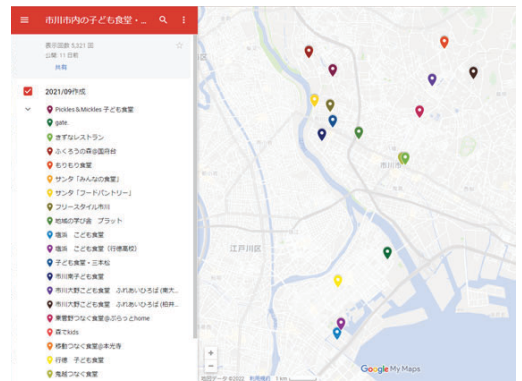 市川市内の子ども食堂・...
表示回数 5,321 回
公開: 11 日前
共有
2021/09作成
Pickles&Mickles 子ども食堂
gate.
きずなレストラン
ふくろうの森@国府台
もりもり食堂
サンタ「みんなの食堂」
サンタ「フードパントリー」
フリースタイル市川
地域の学び舎 プラット
塩浜 こども食堂
塩浜 こども食堂 (行徳高校)
子ども食堂・三本松
市川南子ども食堂
市川大野こども食堂 ふれあいひろば (南大...
市川大野こども食堂 ふれあいひろば (柏井...
東菅野つなぐ食堂@ぷらっとhome
森でkids
移動つなぐ食堂@本光寺
行徳 子ども食堂
鬼越つなぐ食堂
市川市
江戸川区
Google My Maps
地図データ ©2022 利用規約 1 km